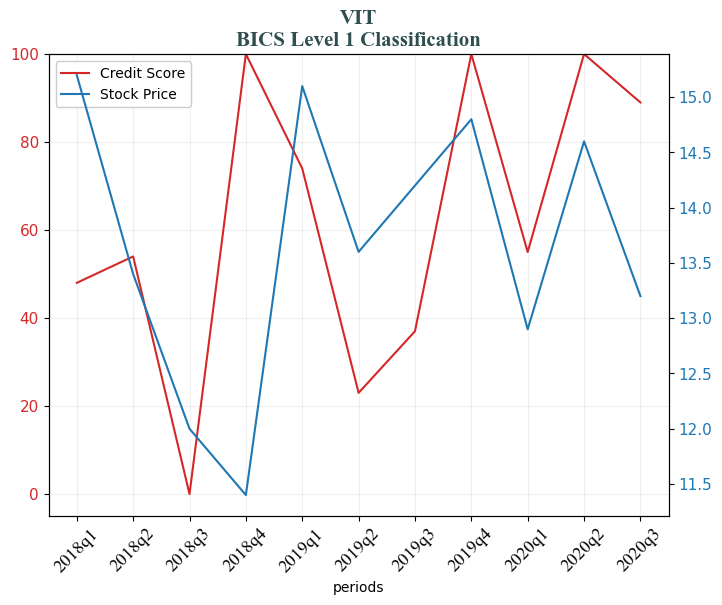 VIT
BICS Level 1 Classification
Credit Score
Stock Price
100
80
60
40
20
0
15.0
14.5
14.0
13.5
13.0
12.5
12.0
11.5
2018q1
2018q2
2018q3
2018q4
2019q1
2019q2
2019q3
2019q4
2020q1
2020q2
2020q3
periods